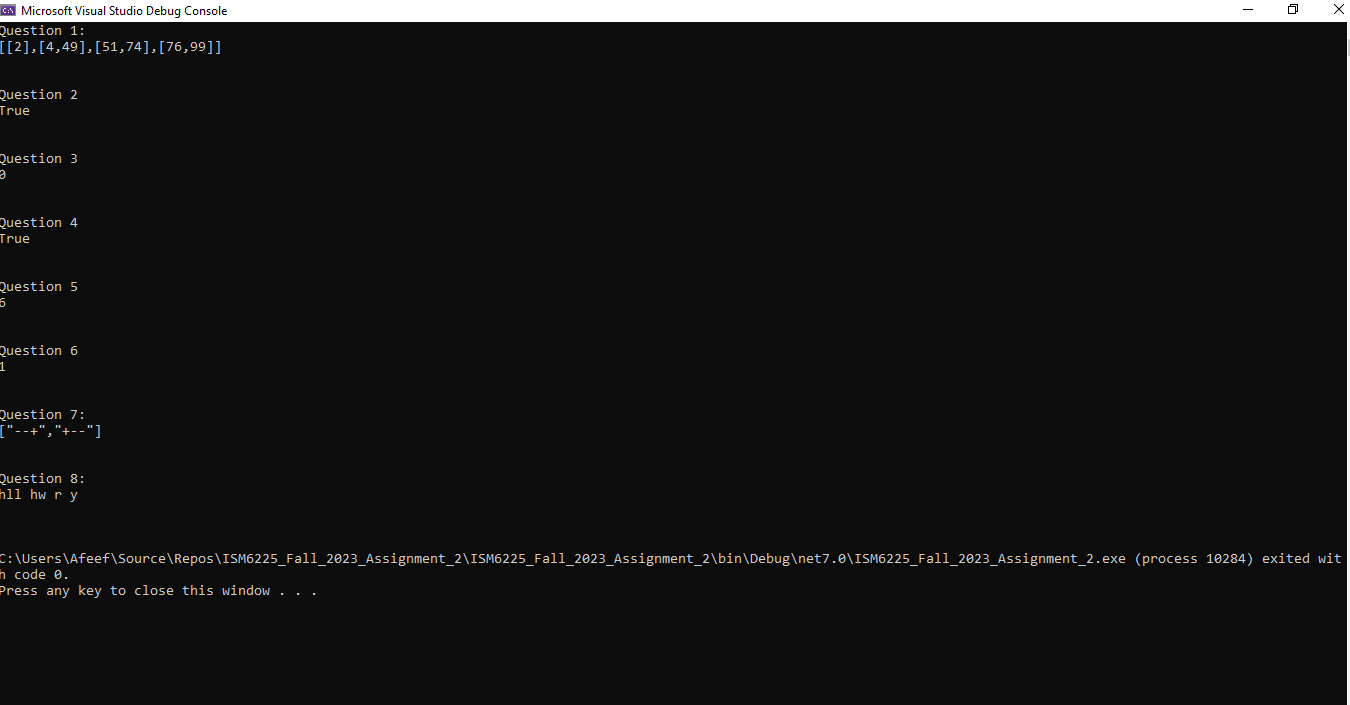 Microsoft Visual Studio Debug Console
Question 1:
[[2],[4,49],[51,74],[76,99]]
Question 2
True
Question 3
0
Question 4
True
Question 5
6
Question 6
1
Question 7:
["--+","+--"]
Question 8:
hll hw r y
C:\Users\Afeef\Source\Repos\ISM6225_Fall_2023_Assignment_2\ISM6225_Fall_2023_Assignment_2\bin\Debug\net7.0\ISM6225_Fall_2023_Assignment_2.exe (process 10284) exited wit
h code 0.
Press any key to close this window . . .